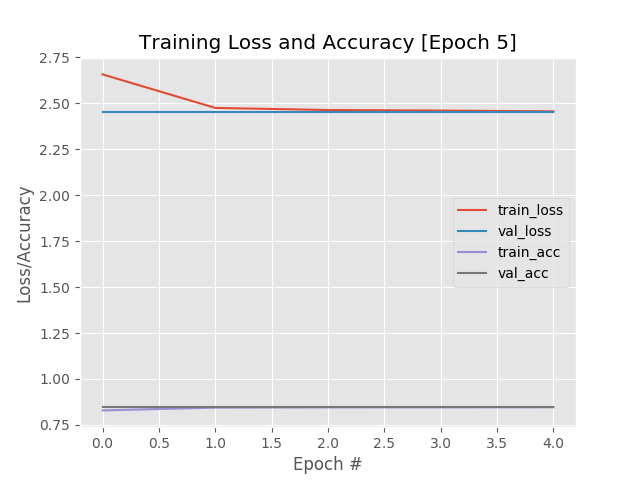 Training Loss and Accuracy [Epoch 5]
2.75
2.50
2.25
2.00
1.75
1.50
1.25
1.00
0.75
Loss/Accuracy
train_loss
val_loss
train_acc
val_acc
0.0 0.5 1.0 1.5 2.0 2.5 3.0 3.5 4.0
Epoch #